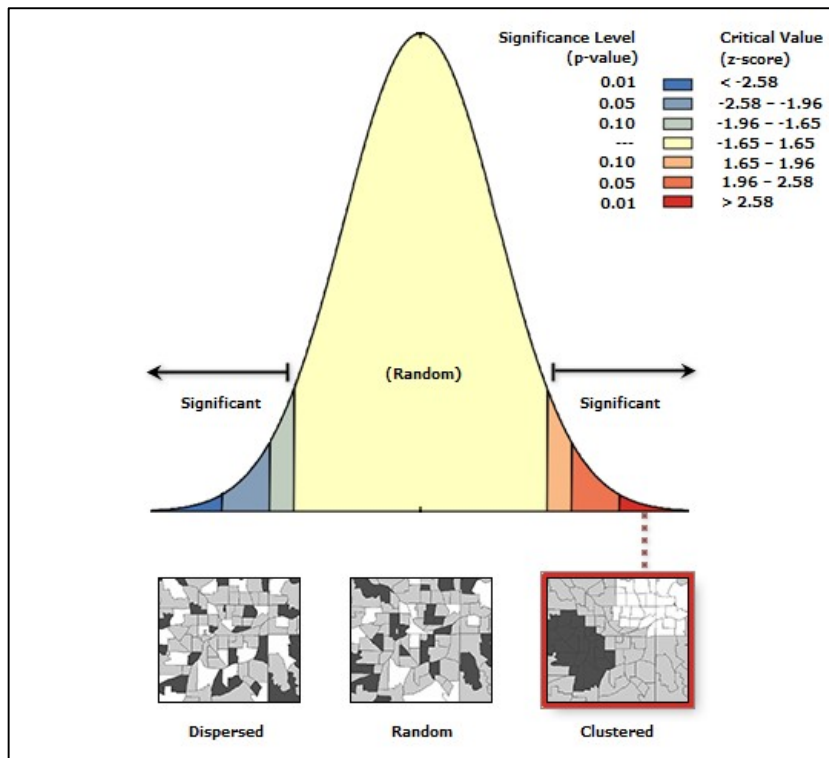 Significance Level Critical Value
(p-value) (z-score)
0.01 < -2.58
0.05 -2.58 – -1.96
0.10 -1.96 – -1.65
--- -1.65 – 1.65
0.10 1.65 – 1.96
0.05 1.96 – 2.58
0.01 > 2.58
(Random)
Significant Significant
Dispersed Random Clustered